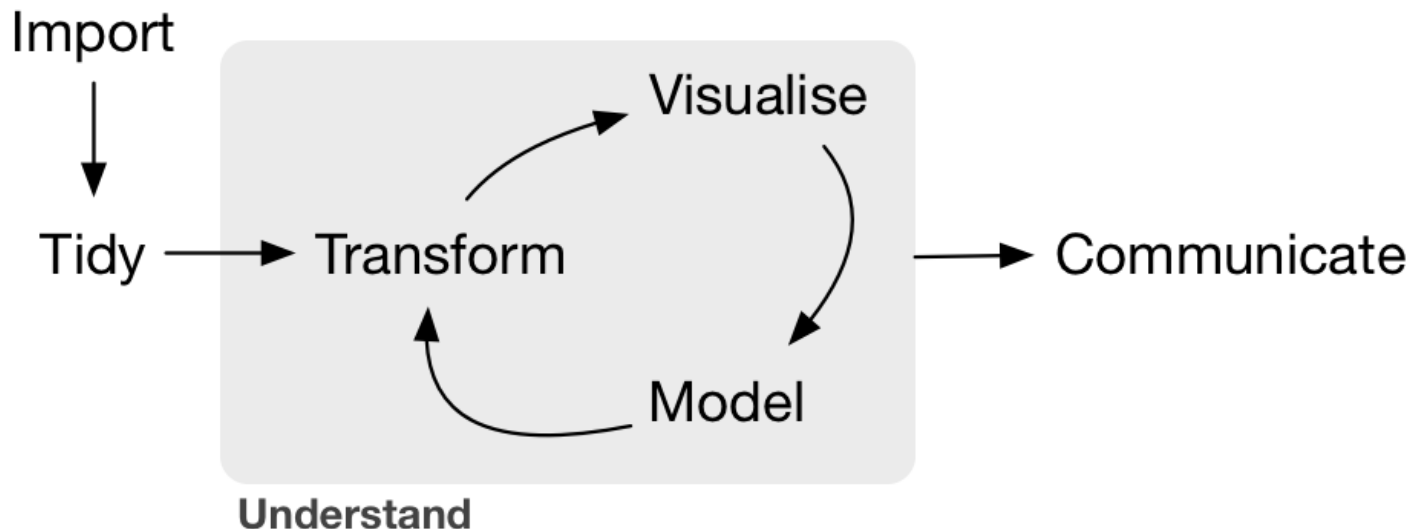 Import
Visualise
Tidy
Transform
Communicate
Model
Understand